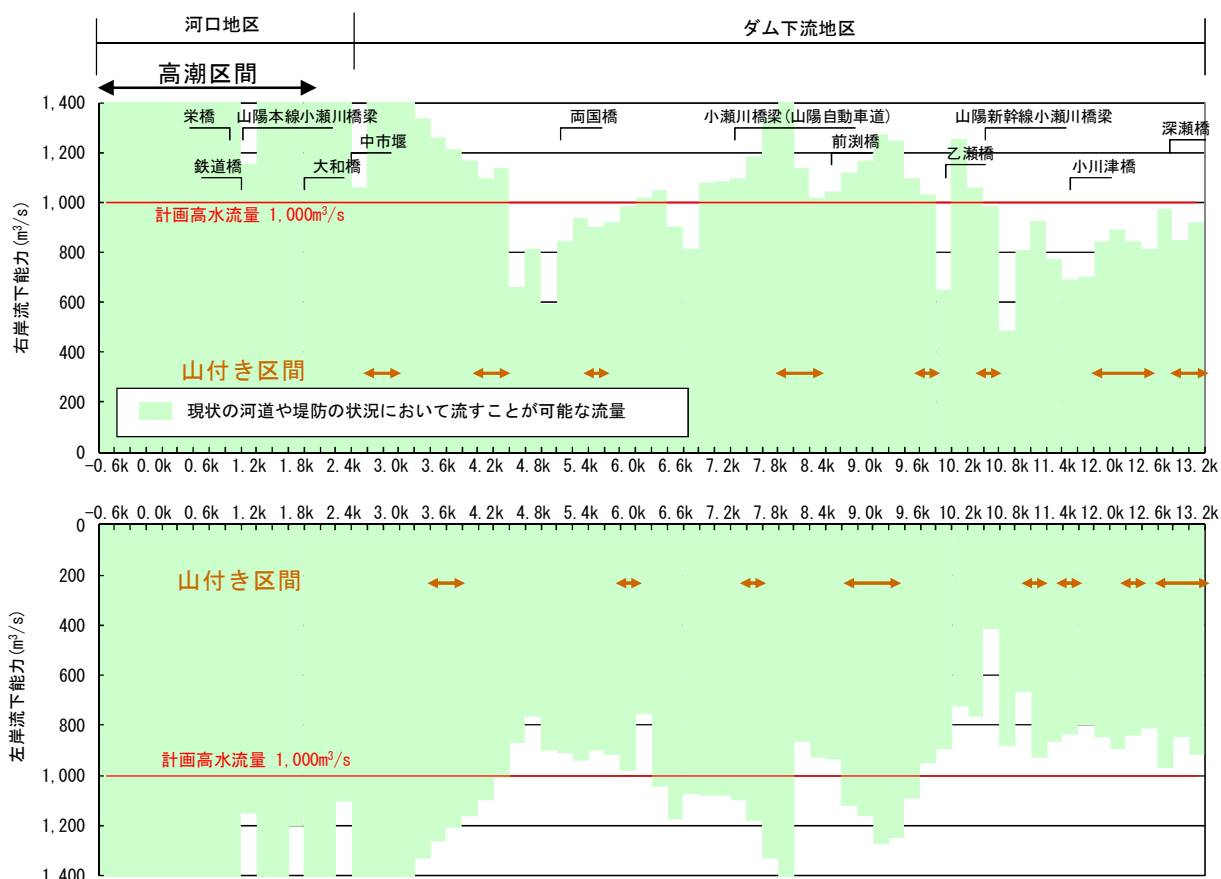 河口地区 ダム下流地区
高潮区間
1,400
栄橋 山陽本線小瀬川橋梁 両国橋 小瀬川橋梁(山陽自動車道) 山陽新幹線小瀬川橋梁 深瀬橋
中市堰 前渕橋
1,200
乙瀬橋
鉄道橋 大和橋 小川津橋
1,000
計画高水流量 1,000m³/s
右岸流下能力(m³/s)
800
600
400
山付き区間
200
現状の河道や堤防の状況において流すことが可能な流量
0
-0.6k 0.0k 0.6k 1.2k 1.8k 2.4k 3.0k 3.6k 4.2k 4.8k 5.4k 6.0k 6.6k 7.2k 7.8k 8.4k 9.0k 9.6k 10.2k 10.8k 11.4k 12.0k 12.6k 13.2k
-0.6k 0.0k 0.6k 1.2k 1.8k 2.4k 3.0k 3.6k 4.2k 4.8k 5.4k 6.0k 6.6k 7.2k 7.8k 8.4k 9.0k 9.6k 10.2k 10.8k 11.4k 12.0k 12.6k 13.2k
0
200
山付き区間
400
600
左岸流下能力(m³/s)
800
計画高水流量 1,000m³/s
1,000
1,200
1,400